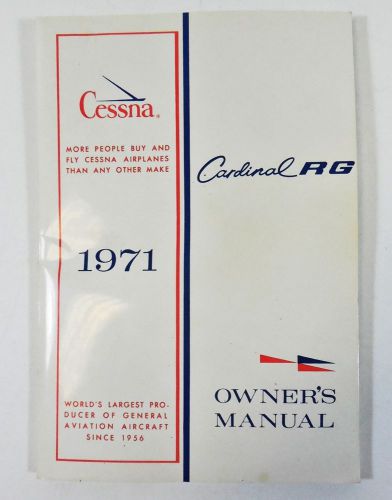 Cessna®
MORE PEOPLE BUY AND
FLY CESSNA AIRPLANES
THAN ANY OTHER MAKE
1971
WORLD'S LARGEST PRO-
DUCER OF GENERAL
AVIATION AIRCRAFT
SINCE 1956
Cardinal RG
OWNER'S
MANUAL